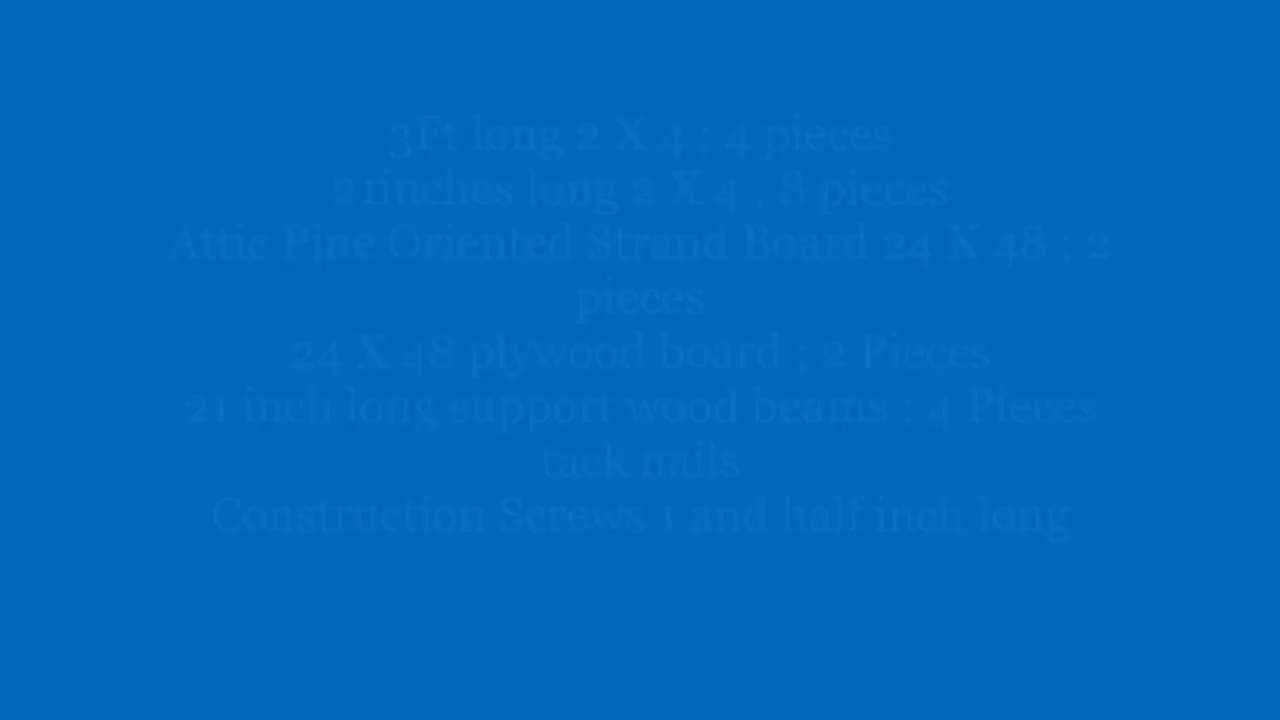 3Ft long 2 X 4 ; 4 pieces
21inches long 2 X 4 ; 8 pieces
Attic Pine Oriented Strand Board 24 X 48 ; 2
pieces
24 X 48 plywood board ; 2 Pieces
21 inch long support wood beams ; 4 Pieces
tack nails
Construction Screws 1 and half inch long